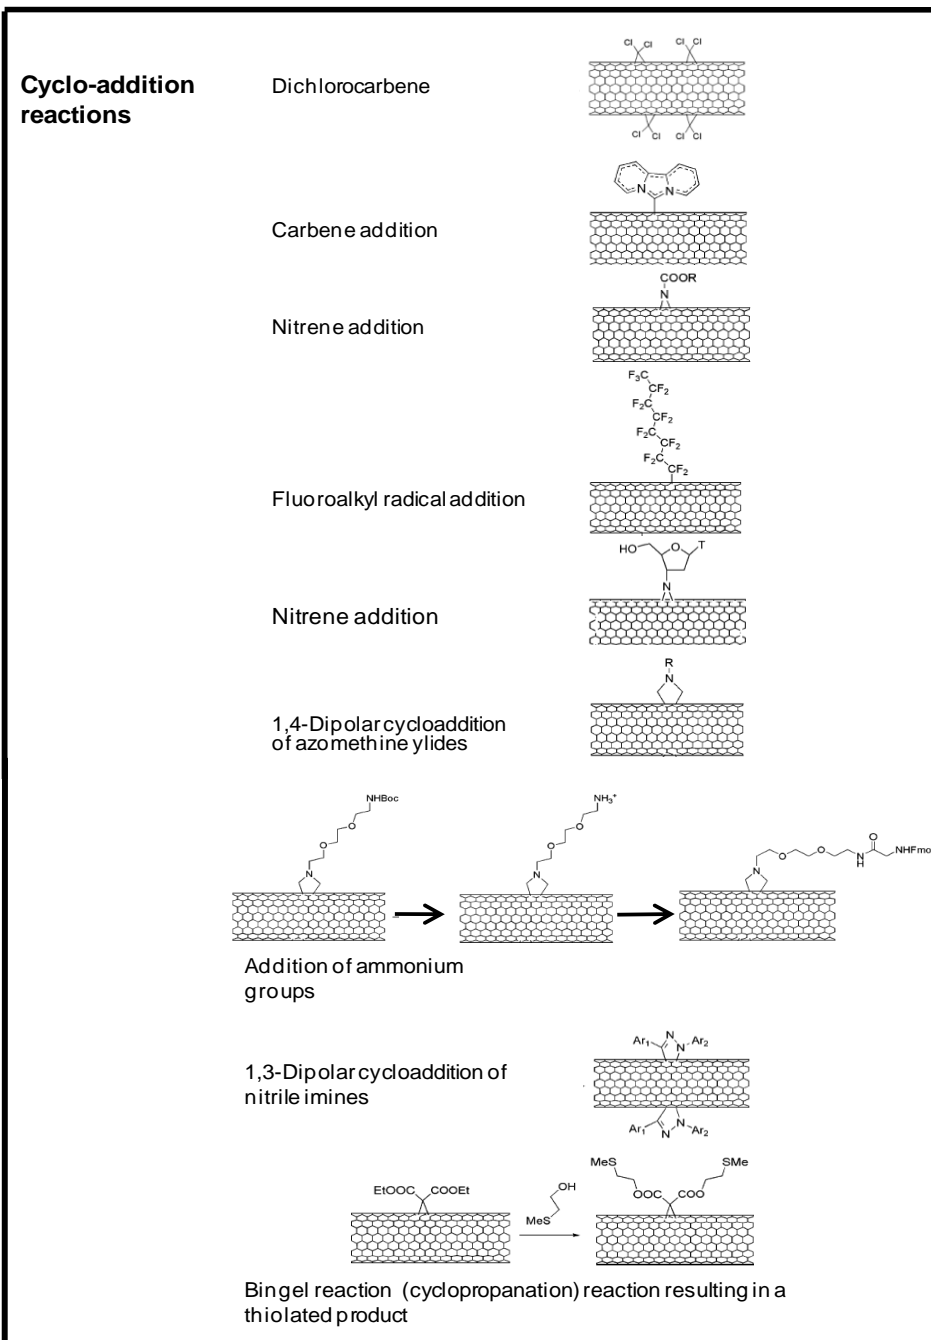 Cyclo-addition
reactions
Dichlorocarbene
Cl Cl Cl Cl
Cl Cl Cl Cl
N N
Carbene addition
COOR
N
Nitrene addition
F3C
CF2
F2C
CF2
F2C
CF2
F2C
CF2
Fluoroalkyl radical addition
HO O T
N
Nitrene addition
R
N
1,4-Dipolar cycloaddition
of azomethine ylides
NHBoc
O
O
N
NH3+
O
O
N
O
O O N NHFmo
H
N
Addition of ammonium
groups
N
Ar1 N Ar2
1,3-Dipolar cycloaddition of
nitrile imines
Ar1 N N Ar2
EtOOC COOEt
OH
MeS
MeS SMe
OOC COO
Bingel reaction (cyclopropanation) reaction resulting in a
thiolated product